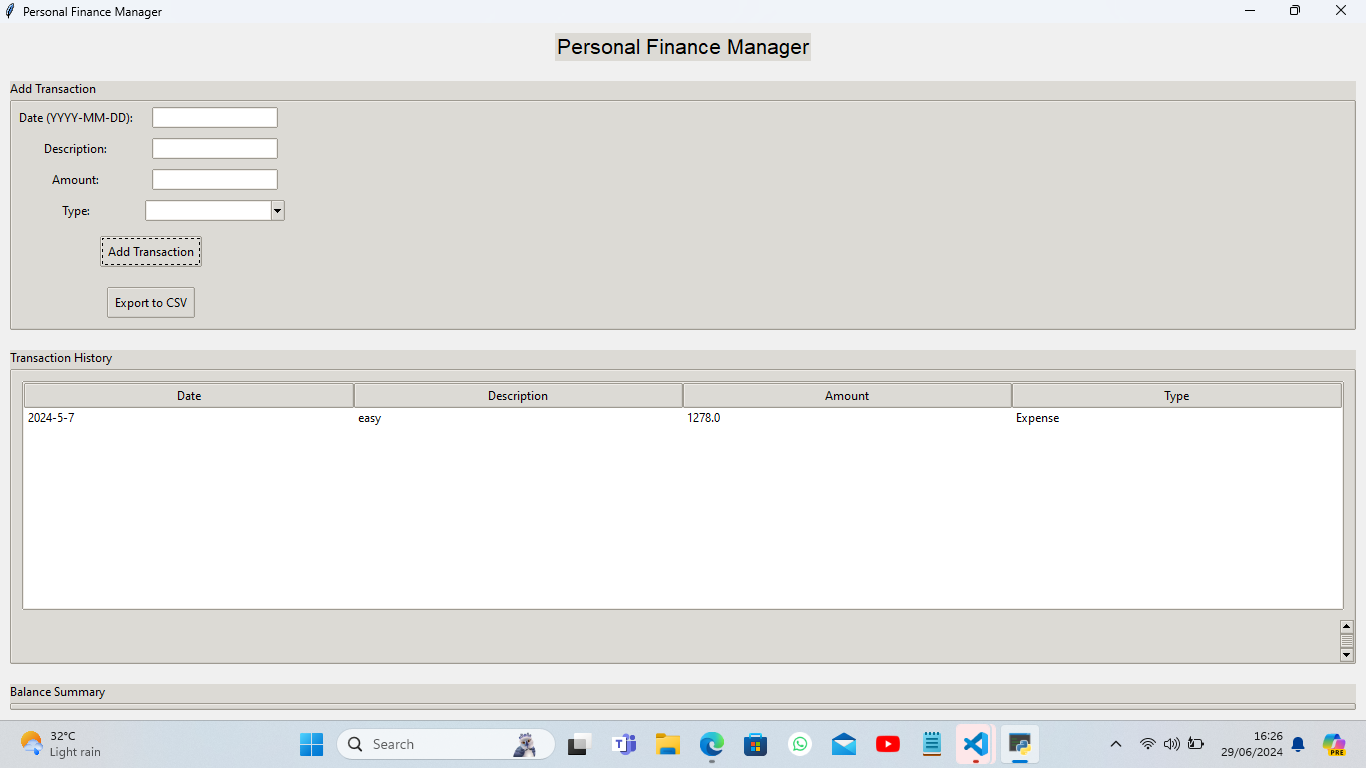 Personal Finance Manager
Personal Finance Manager
Add Transaction
Date (YYYY-MM-DD):
Description:
Amount:
Type:
Add Transaction
Export to CSV
Transaction History
Date Description Amount Type
2024-5-7 easy 1278.0 Expense
Balance Summary
32°C
Light rain
Search
16:26
29/06/2024
PRE